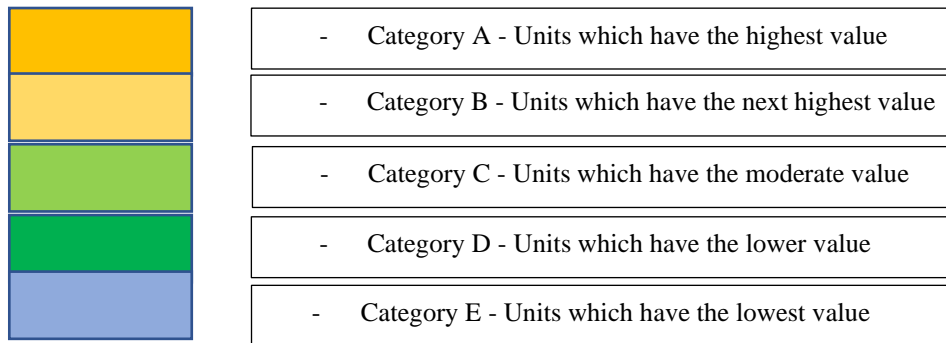 - Category A - Units which have the highest value
- Category B - Units which have the next highest value
- Category C - Units which have the moderate value
- Category D - Units which have the lower value
- Category E - Units which have the lowest value